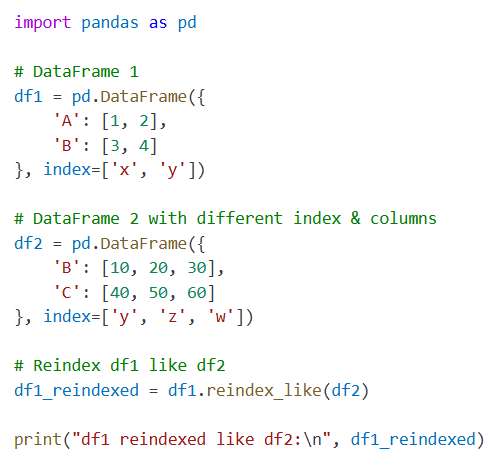 import pandas as pd

# DataFrame 1
df1 = pd.DataFrame({
    'A': [1, 2],
    'B': [3, 4]
}, index=['x', 'y'])

# DataFrame 2 with different index & columns
df2 = pd.DataFrame({
    'B': [10, 20, 30],
    'C': [40, 50, 60]
}, index=['y', 'z', 'w'])

# Reindex df1 like df2
df1_reindexed = df1.reindex_like(df2)

print("df1 reindexed like df2:\n", df1_reindexed)